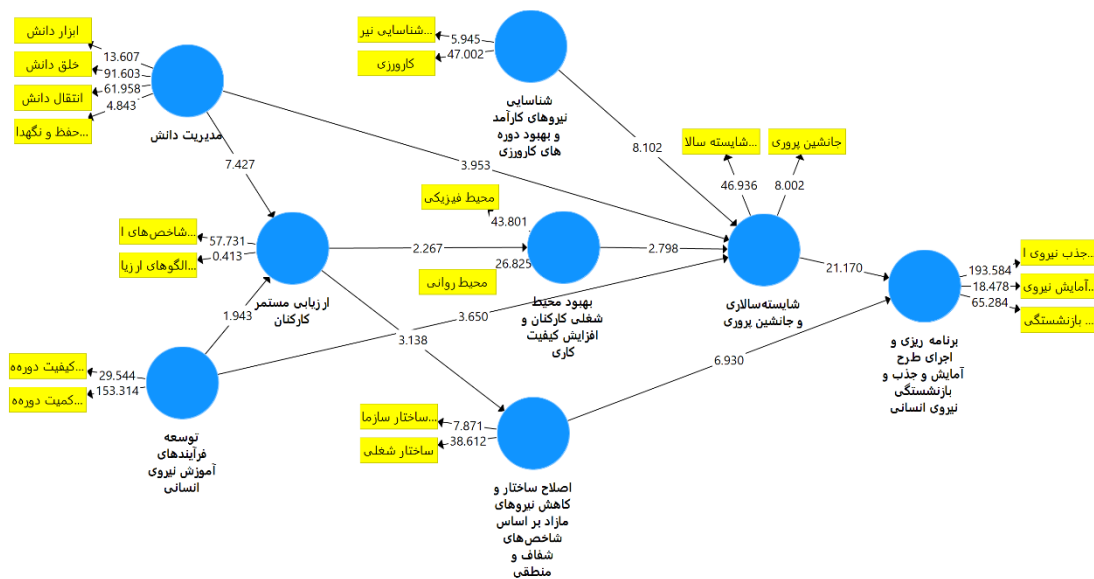 ابزار دانش
خلق دانش
انتقال دانش
حفظ و نگهدا...
13.607
91.603
61.958
4.843
مدیریت دانش
شناسایی نیر...
کارورزی
5.945
47.002
شناسایی
نیروهای کارآمد
و بهبود دوره
های کارورزی
7.427
3.953
8.102
شایسته سالا...
جانشین پروری
46.936
8.002
شایسته‌سالاری
و جانشین پروری
شاخص‌های ا...
الگوهای ارزیا...
57.731
0.413
ارزیابی مستمر
کارکنان
2.267
محیط فیزیکی
43.801
26.825
محیط روانی
بهبود محیط
شغلی کارکنان و
افزایش کیفیت
کاری
2.798
21.170
جذب نیروی ا...
آمایش نیروی...
بازنشستگی ...
193.584
18.478
65.284
برنامه ریزی و
اجرای طرح
آمایش و جذب و
بازنشستگی
نیروی انسانی
1.943
3.650
3.138
6.930
کیفیت دوره‌ه...
کمیت دوره‌ه...
29.544
153.314
توسعه
فرآیندهای
آموزش نیروی
انسانی
ساختار سازما...
ساختار شغلی
7.871
38.612
اصلاح ساختار و
کاهش نیروهای
مازاد بر اساس
شاخص‌های
شفاف و
منطقی